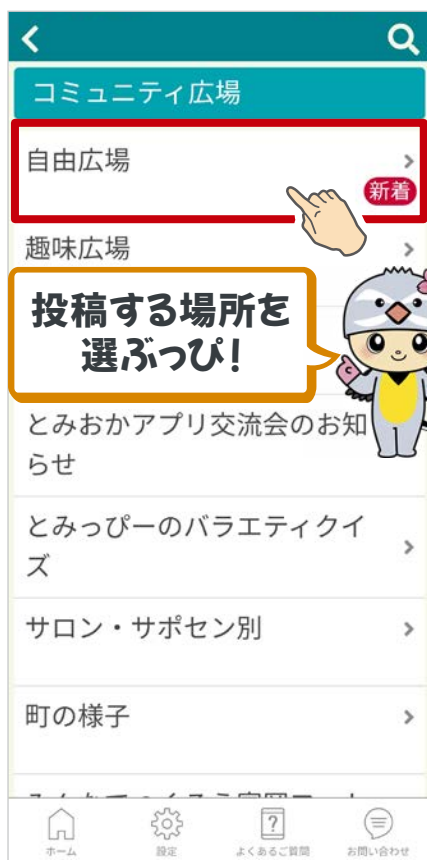 コミュニティ広場
自由広場
新着
趣味広場
投稿する場所を
選ぶっぴ！
とみおかアプリ交流会のお知
らせ
とみっぴーのバラエティクイ
ズ
サロン・サポセン別
町の様子
ホーム
設定
よくあるご質問
お問い合わせ